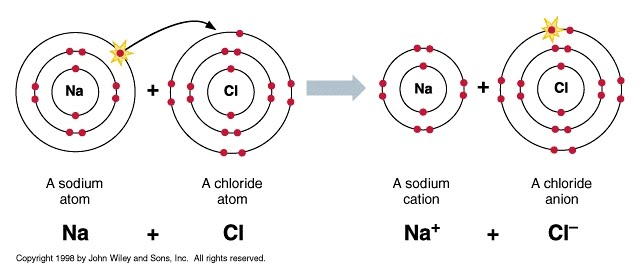 Na + Cl Na + Cl
A sodium atom A chloride atom A sodium cation A chloride anion
Na + Cl Na⁺ + Cl⁻
Copyright 1998 by John Wiley and Sons, Inc. All rights reserved.